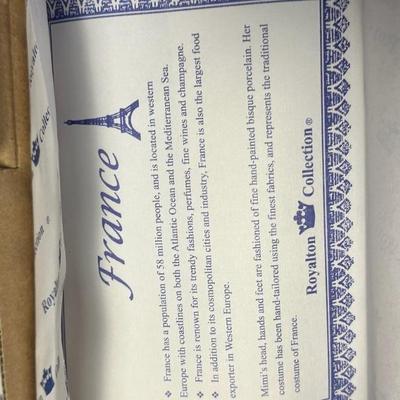 France
❖ France has a population of 58 million people, and is located in western
Europe with coastlines on both the Atlantic Ocean and the Mediterranean Sea.
❖ France is renown for its trendy fashions, perfumes, fine wines and champagne.
❖ In addition to its cosmopolitan cities and industry, France is also the largest food
exporter in Western Europe.
Mimi's head, hands and feet are fashioned of fine hand-painted bisque porcelain. Her
costume has been hand-tailored using the finest fabrics, and represents the traditional
costume of France.
Royalton Collection®
Royalton